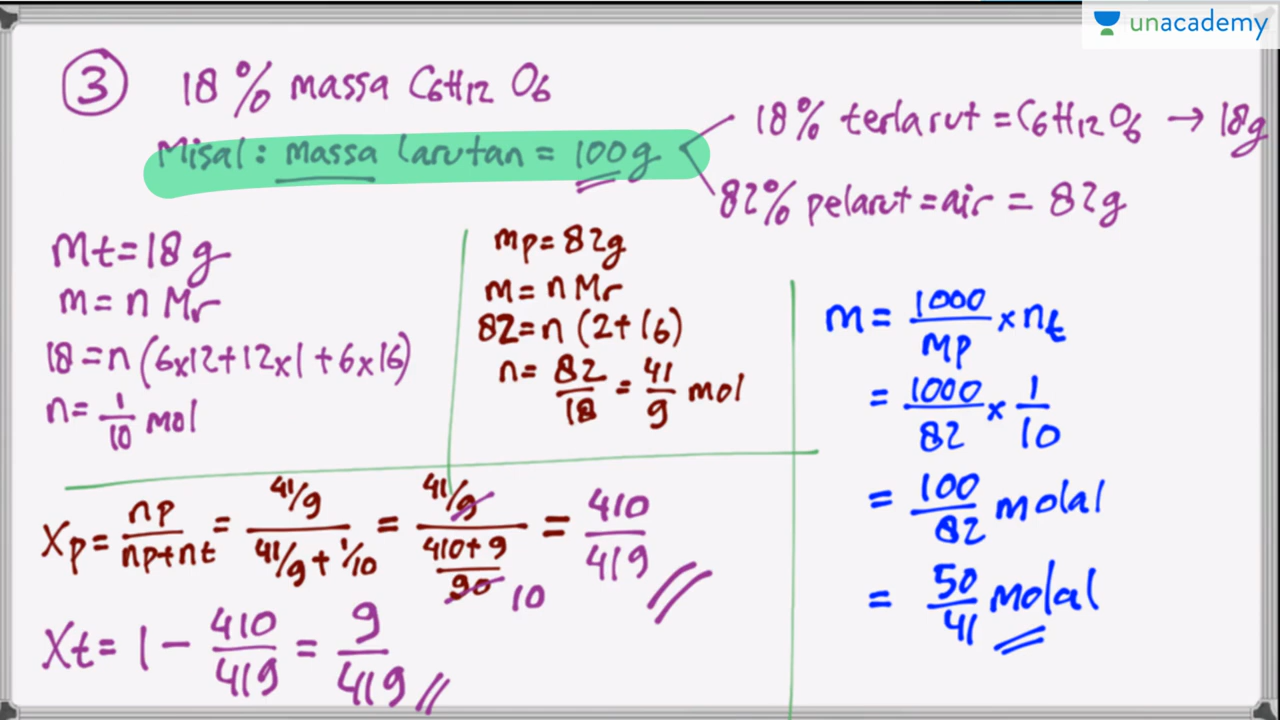 unacademy
③ 18 % massa C6H12 O6
Misal : massa larutan = 100g
18% terlarut = C6H12O6 → 18g
82% pelarut = air = 82g
mt = 18 g
m = n Mr
18 = n (6x12+12x1+6x16)
n = 1/10 mol
mp = 82g
m = n Mr
82 = n (2+16)
n = 82/18 = 41/9 mol
m = 1000/mp x nt
= 1000/82 x 1/10
= 100/82 molal
= 50/41 molal
Xp = np/np+nt = 41/9/41/9 + 1/10 = 41/9/410+9/90 10 = 410/419
Xt = 1 - 410/419 = 9/419